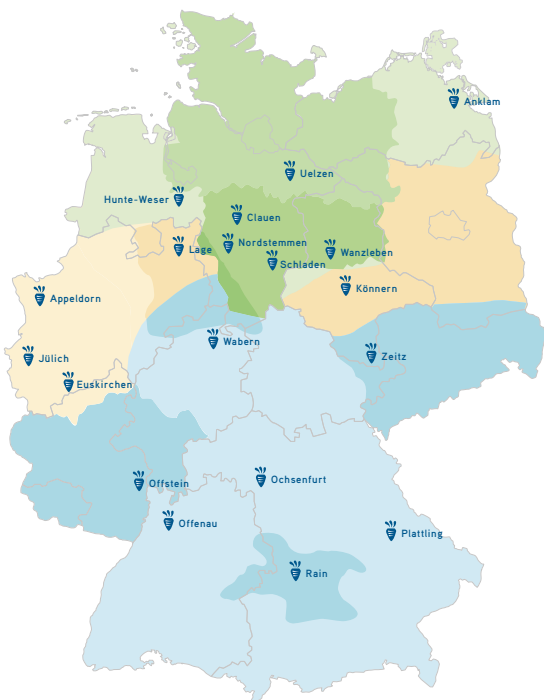 Anklam
Uelzen
Hunte-Weser
Clauen
Nordstemmen
Lage
Wanzleben
Schladen
Könnern
Appeldorn
Wabern
Zeitz
Jülich
Euskirchen
Ochsenfurt
Offstein
Offenau
Plattling
Rain